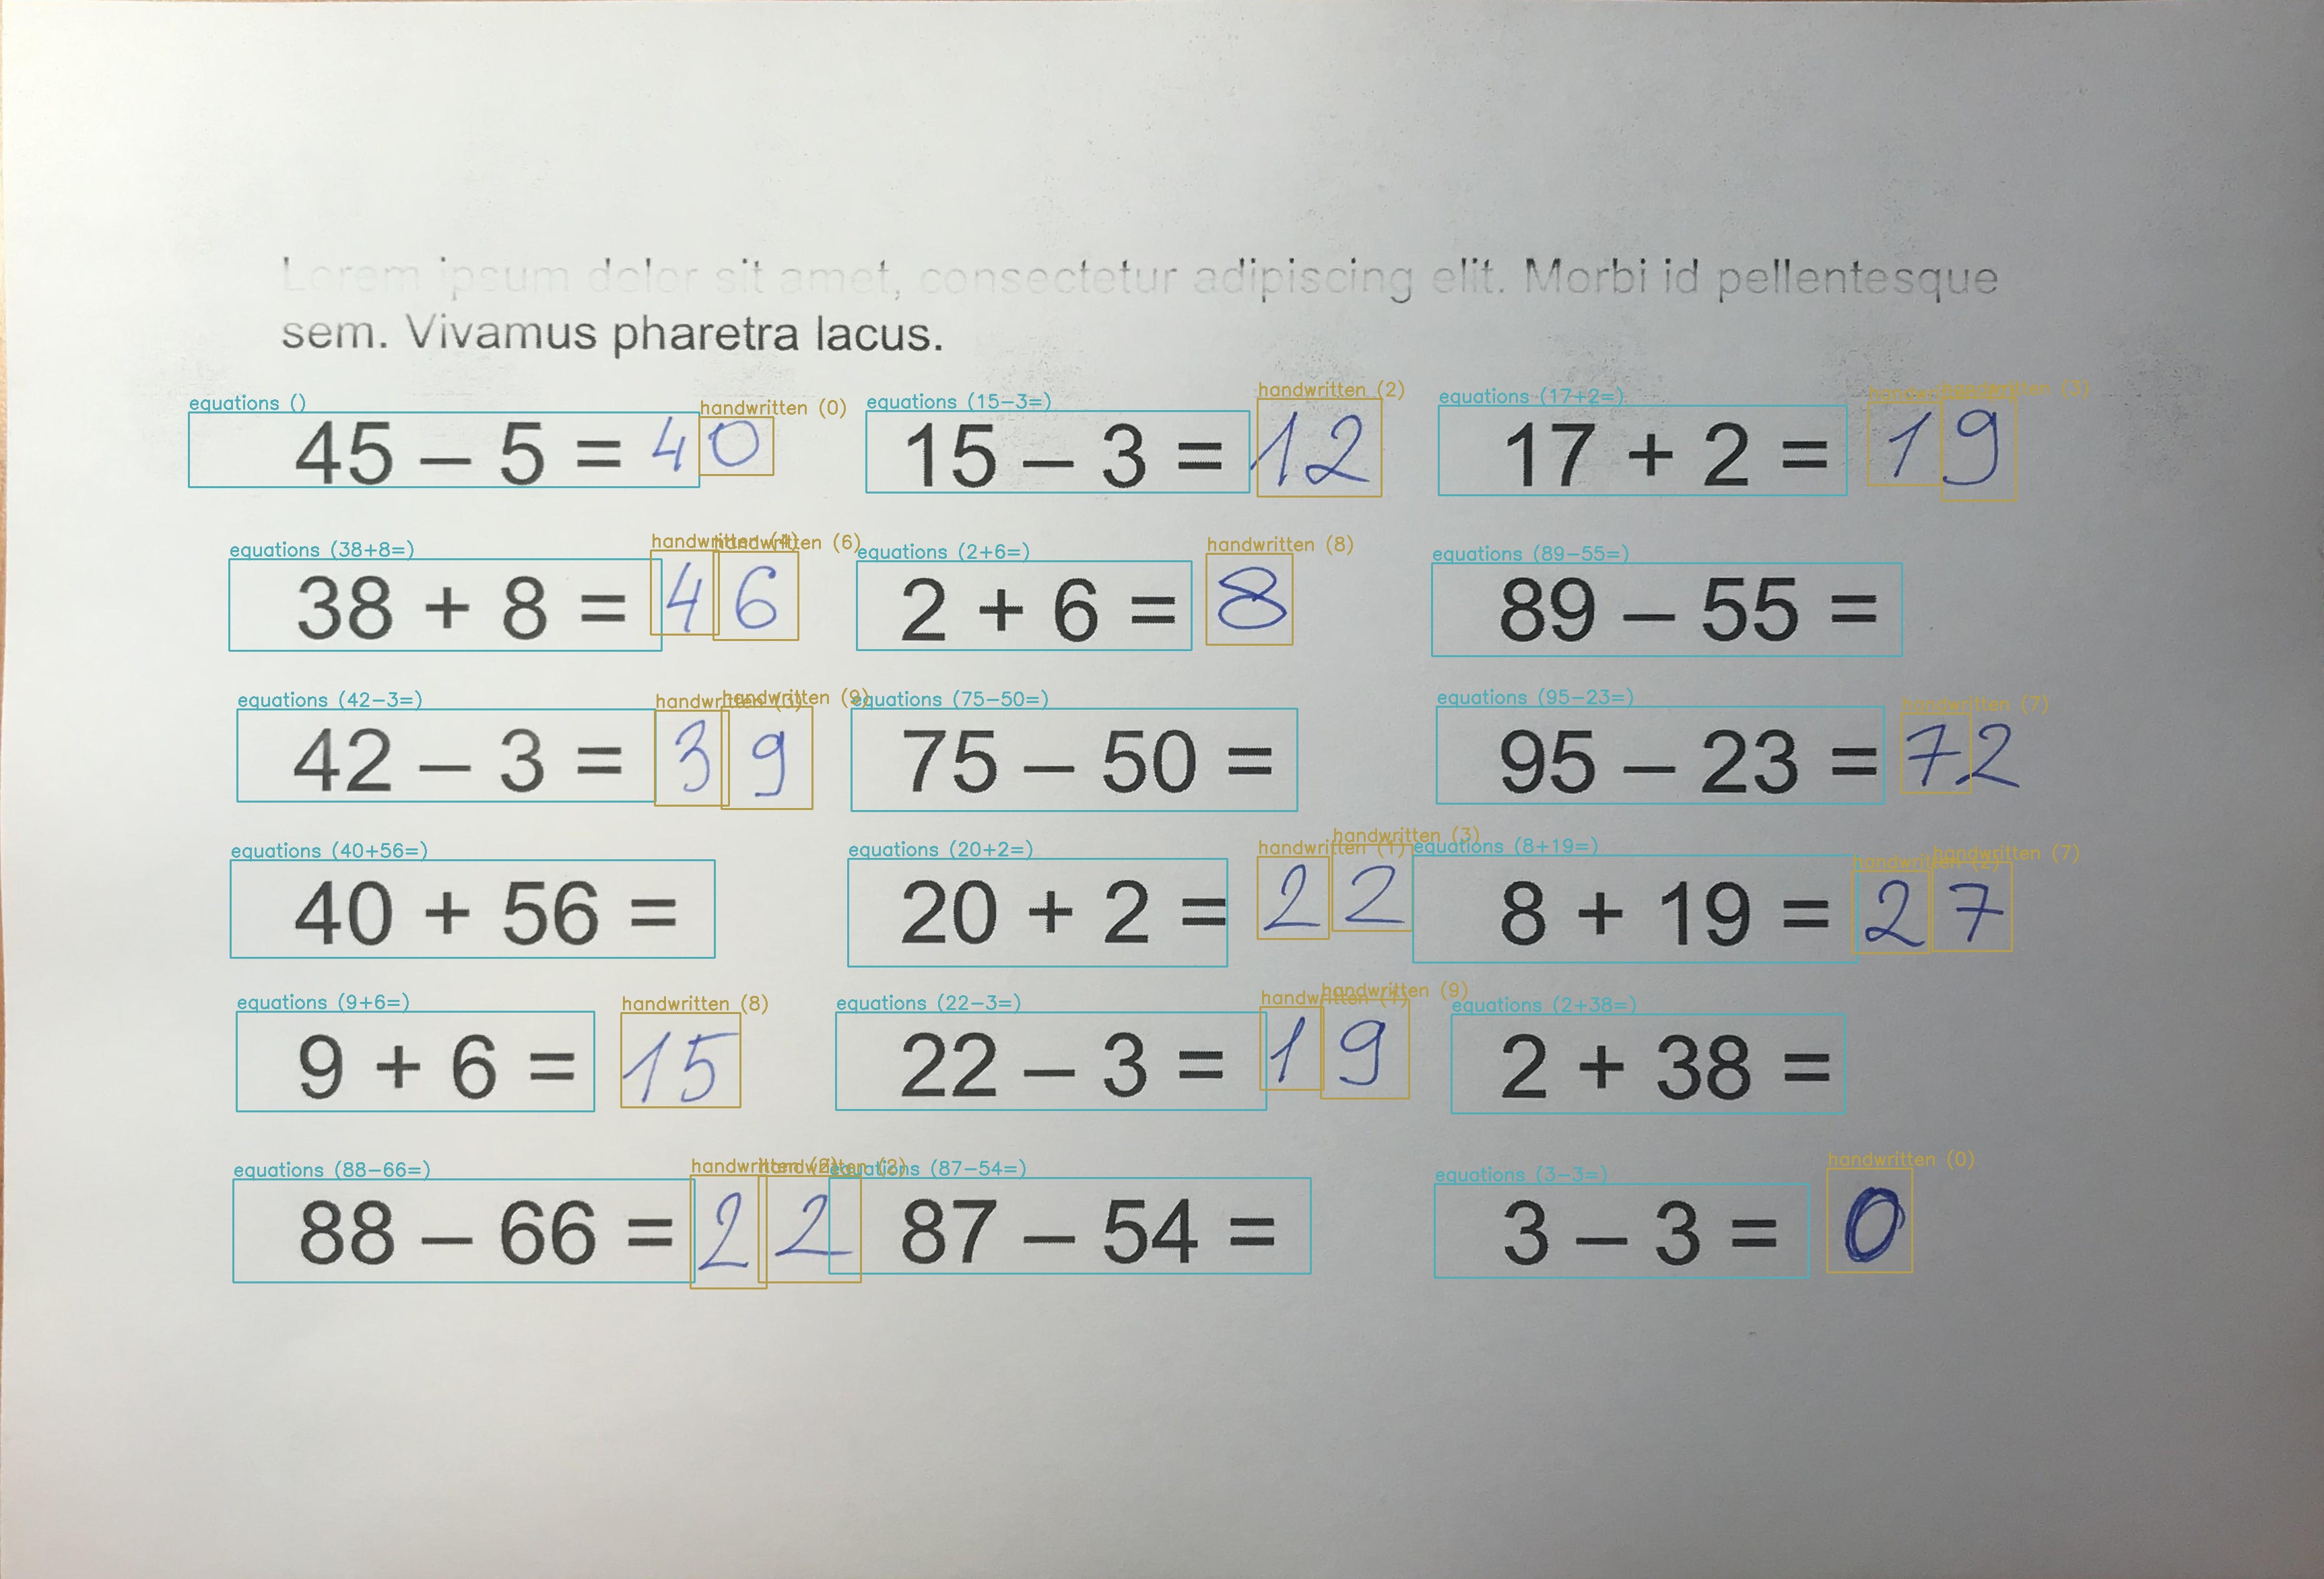 Lorem ipsum dolor sit amet, consectetur adipiscing elit. Morbi id pellentesque
sem. Vivamus pharetra lacus.
equations () handwritten (0) equations (15-3=) handwritten (2) equations (17+2=) handwritten (3)
45 – 5 = 40 15 – 3 = 12 17 + 2 = 19
equations (38+8=) handwritten (4) handwritten (6) equations (2+6=) handwritten (8) equations (89-55=)
38 + 8 = 46 2 + 6 = 8 89 – 55 =
equations (42-3=) handwritten (3) handwritten (9) equations (75-50=) equations (95-23=) handwritten (7)
42 – 3 = 39 75 – 50 = 95 – 23 = 72
equations (40+56=) equations (20+2=) handwritten (1) handwritten (3) equations (8+19=) handwritten (2) handwritten (7)
40 + 56 = 20 + 2 = 22 8 + 19 = 27
equations (9+6=) handwritten (8) equations (22-3=) handwritten (1) handwritten (9) equations (2+38=)
9 + 6 = 15 22 – 3 = 19 2 + 38 =
equations (88-66=) handwritten (2) handwritten (2) equations (87-54=) equations (3-3=) handwritten (0)
88 – 66 = 22 87 – 54 = 3 – 3 = 0